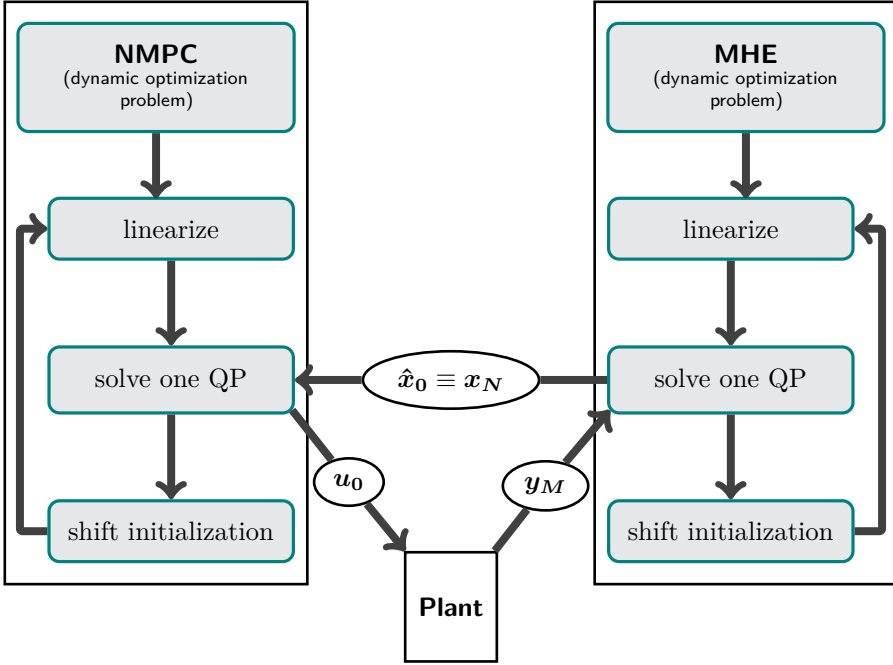 NMPC
(dynamic optimization
problem)
linearize
solve one QP
shift initialization
MHE
(dynamic optimization
problem)
linearize
solve one QP
shift initialization
x̂₀ ≡ x_N
u₀
y_M
Plant